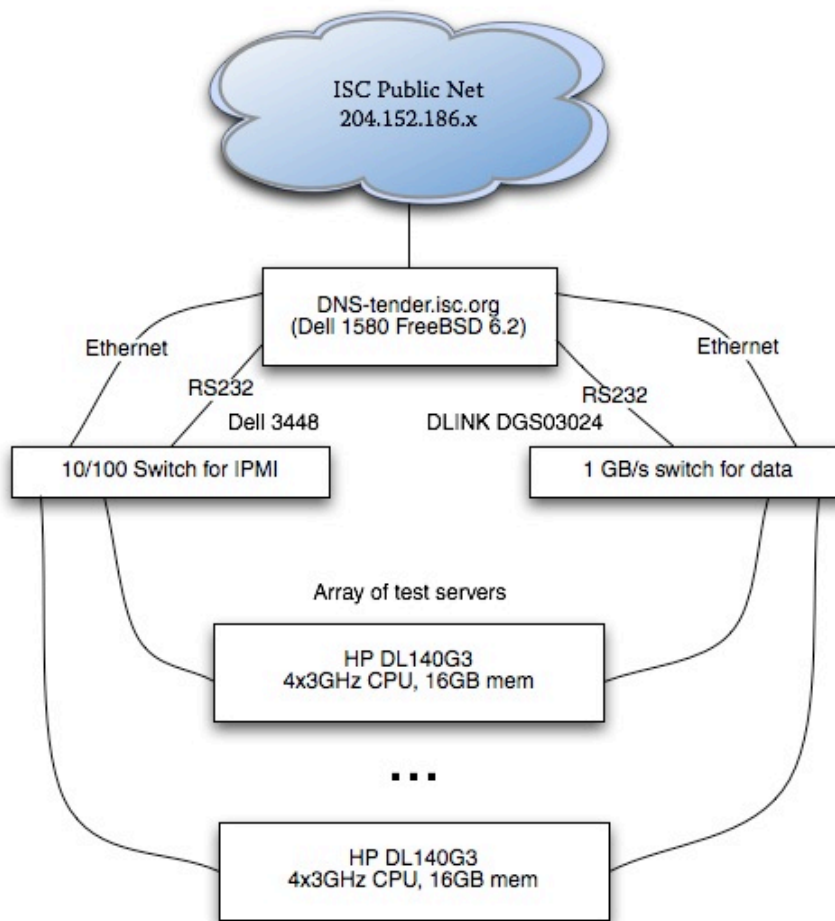 ISC Public Net
204.152.186.x
DNS-tender.isc.org
(Dell 1580 FreeBSD 6.2)
Ethernet
Ethernet
RS232
RS232
Dell 3448
DLINK DGS03024
10/100 Switch for IPMI
1 GB/s switch for data
Array of test servers
HP DL140G3
4x3GHz CPU, 16GB mem
...
HP DL140G3
4x3GHz CPU, 16GB mem